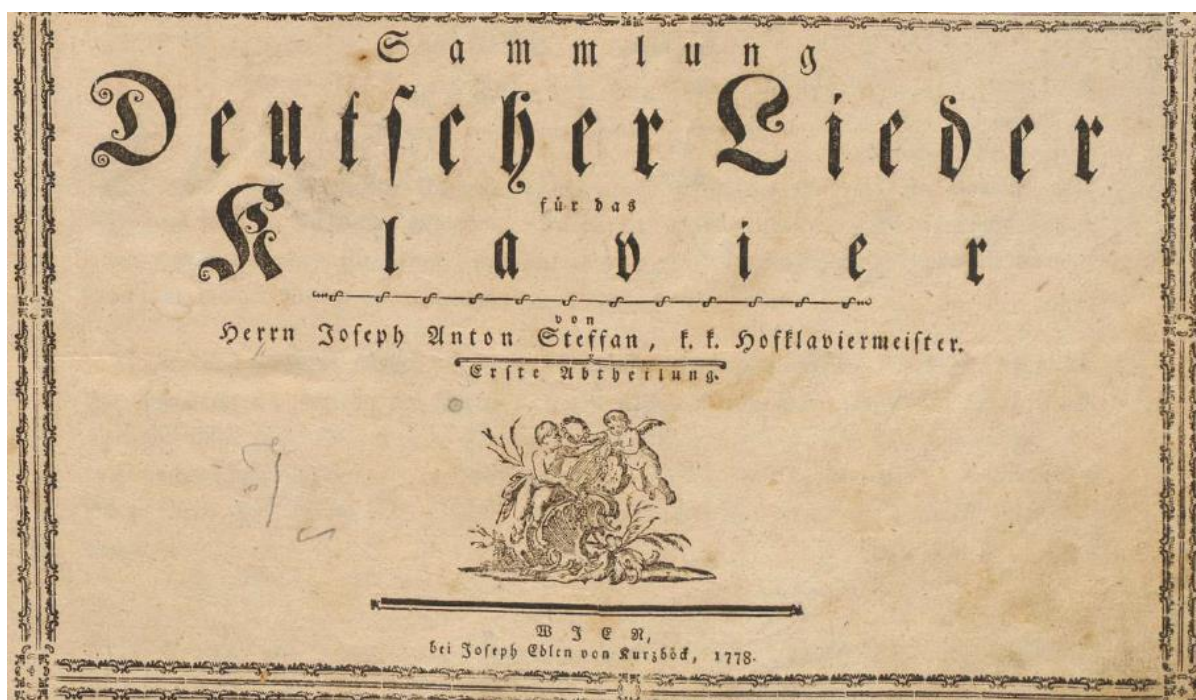 Sammlung
Deutscher Lieder
für das
Klavier
von
Herrn Joseph Anton Steffan, k. k. Hofklaviermeister.
Erste Abtheilung.
WIEN,
bei Joseph Edlen von Kurzböck, 1778.